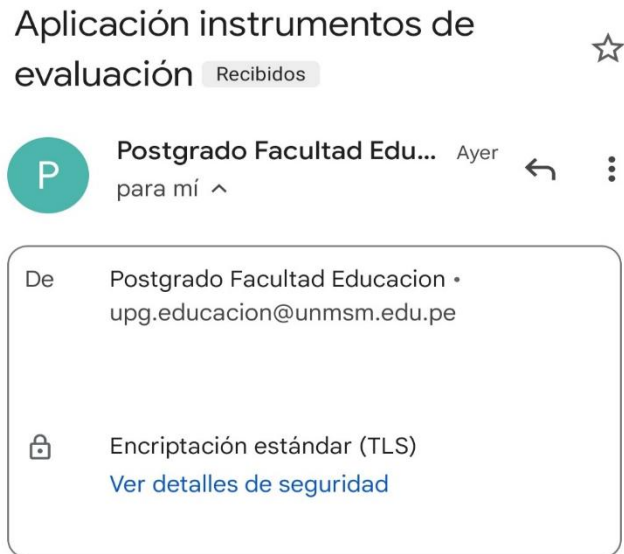 Aplicación instrumentos de
evaluación Recibidos
P
Postgrado Facultad Edu... Ayer
para mí
De Postgrado Facultad Educacion •
upg.educacion@unmsm.edu.pe
Encriptación estándar (TLS)
Ver detalles de seguridad